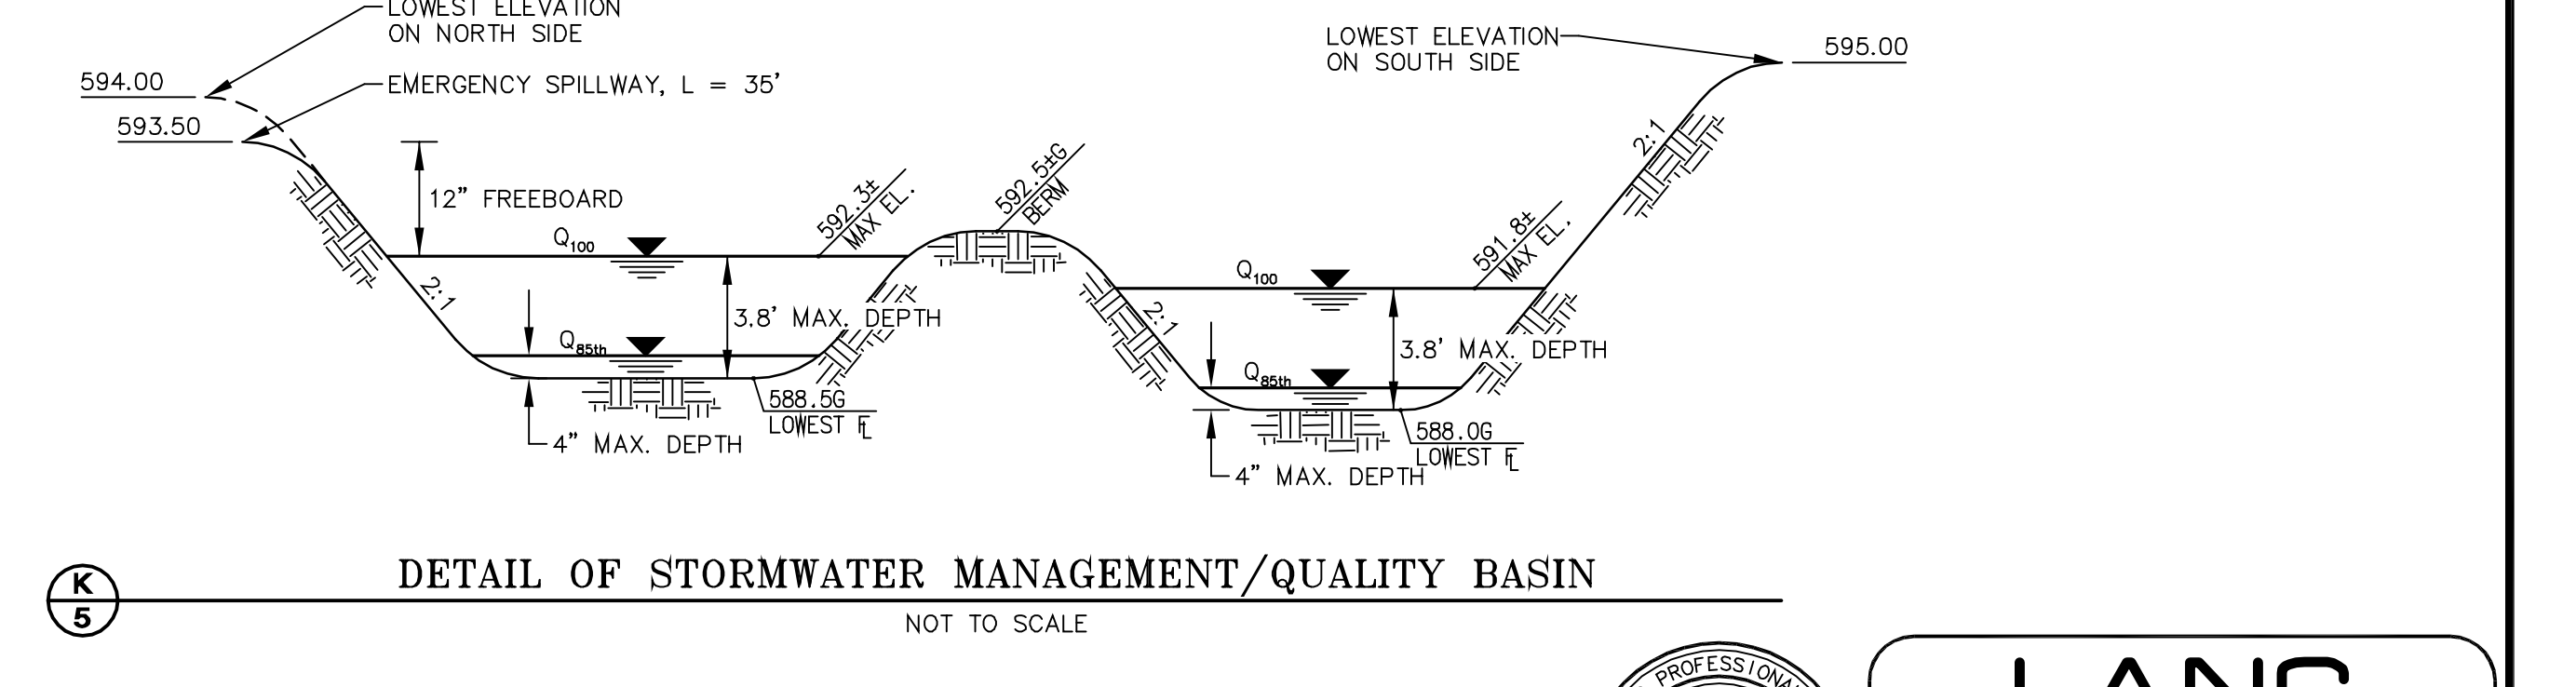 LOWEST ELEVATION
ON NORTH SIDE
594.00
EMERGENCY SPILLWAY, L = 35'
593.50
12" FREEBOARD
Q100
592.3±
MAX EL.
592.5±G
BERM
2:1
3.8' MAX. DEPTH
Q85th
588.5G
LOWEST FL
4" MAX. DEPTH
LOWEST ELEVATION
ON SOUTH SIDE
595.00
2:1
Q100
591.8±
MAX EL.
2:1
3.8' MAX. DEPTH
Q85th
588.0G
LOWEST FL
4" MAX. DEPTH
K
5
DETAIL OF STORMWATER MANAGEMENT/QUALITY BASIN
NOT TO SCALE
PROFESSIONAL